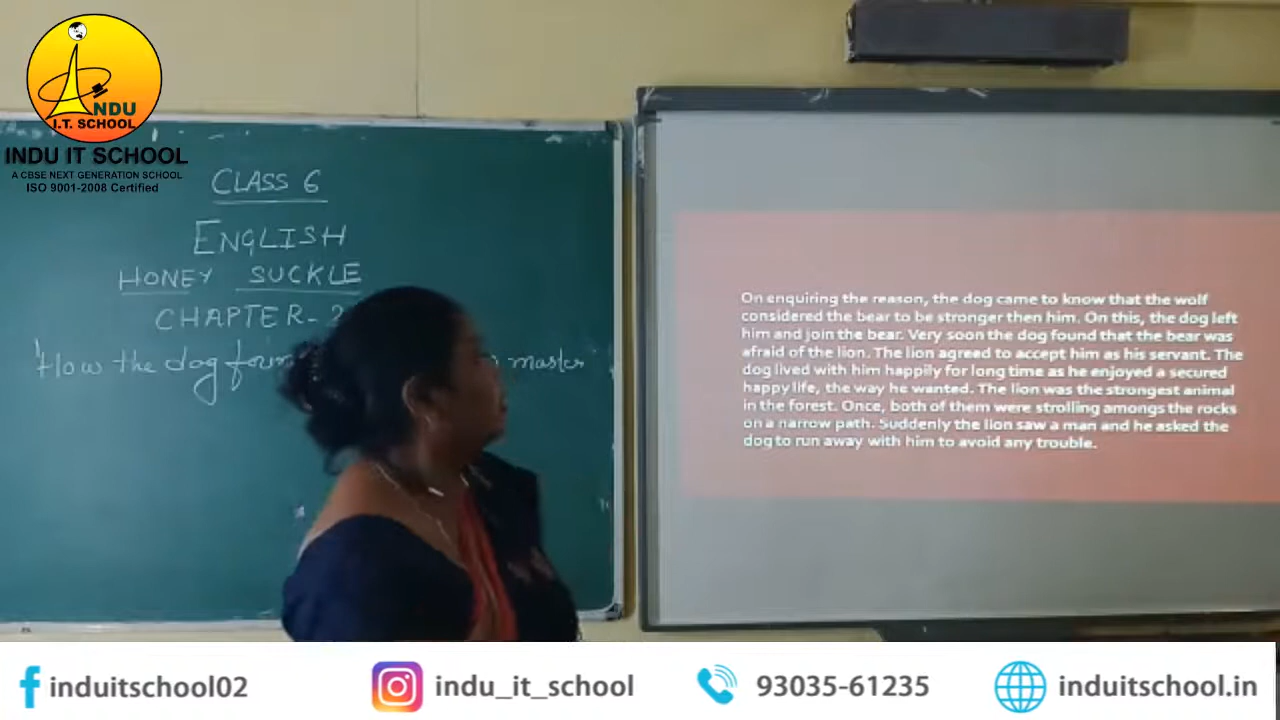 INDU
I.T. SCHOOL
INDU IT SCHOOL
A CBSE NEXT GENERATION SCHOOL
ISO 9001-2008 Certified
CLASS 6
ENGLISH
HONEY SUCKLE
CHAPTER-2
"How the dog foun master"
On enquiring the reason, the dog came to know that the wolf
considered the bear to be stronger then him. On this, the dog left
him and join the bear. Very soon the dog found that the bear was
afraid of the lion. The lion agreed to accept him as his servant. The
dog lived with him happily for long time as he enjoyed a secured
happy life, the way he wanted. The lion was the strongest animal
in the forest. Once, both of them were strolling amongs the rocks
on a narrow path. Suddenly the lion saw a man and he asked the
dog to run away with him to avoid any trouble.
induitschool02
indu_it_school
93035-61235
induitschool.in